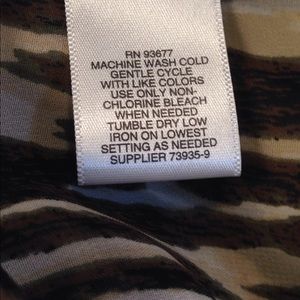 RN 93677
MACHINE WASH COLD
GENTLE CYCLE
WITH LIKE COLORS
USE ONLY NON-
CHLORINE BLEACH
WHEN NEEDED
TUMBLE DRY LOW
IRON ON LOWEST
SETTING AS NEEDED
SUPPLIER 73935-9